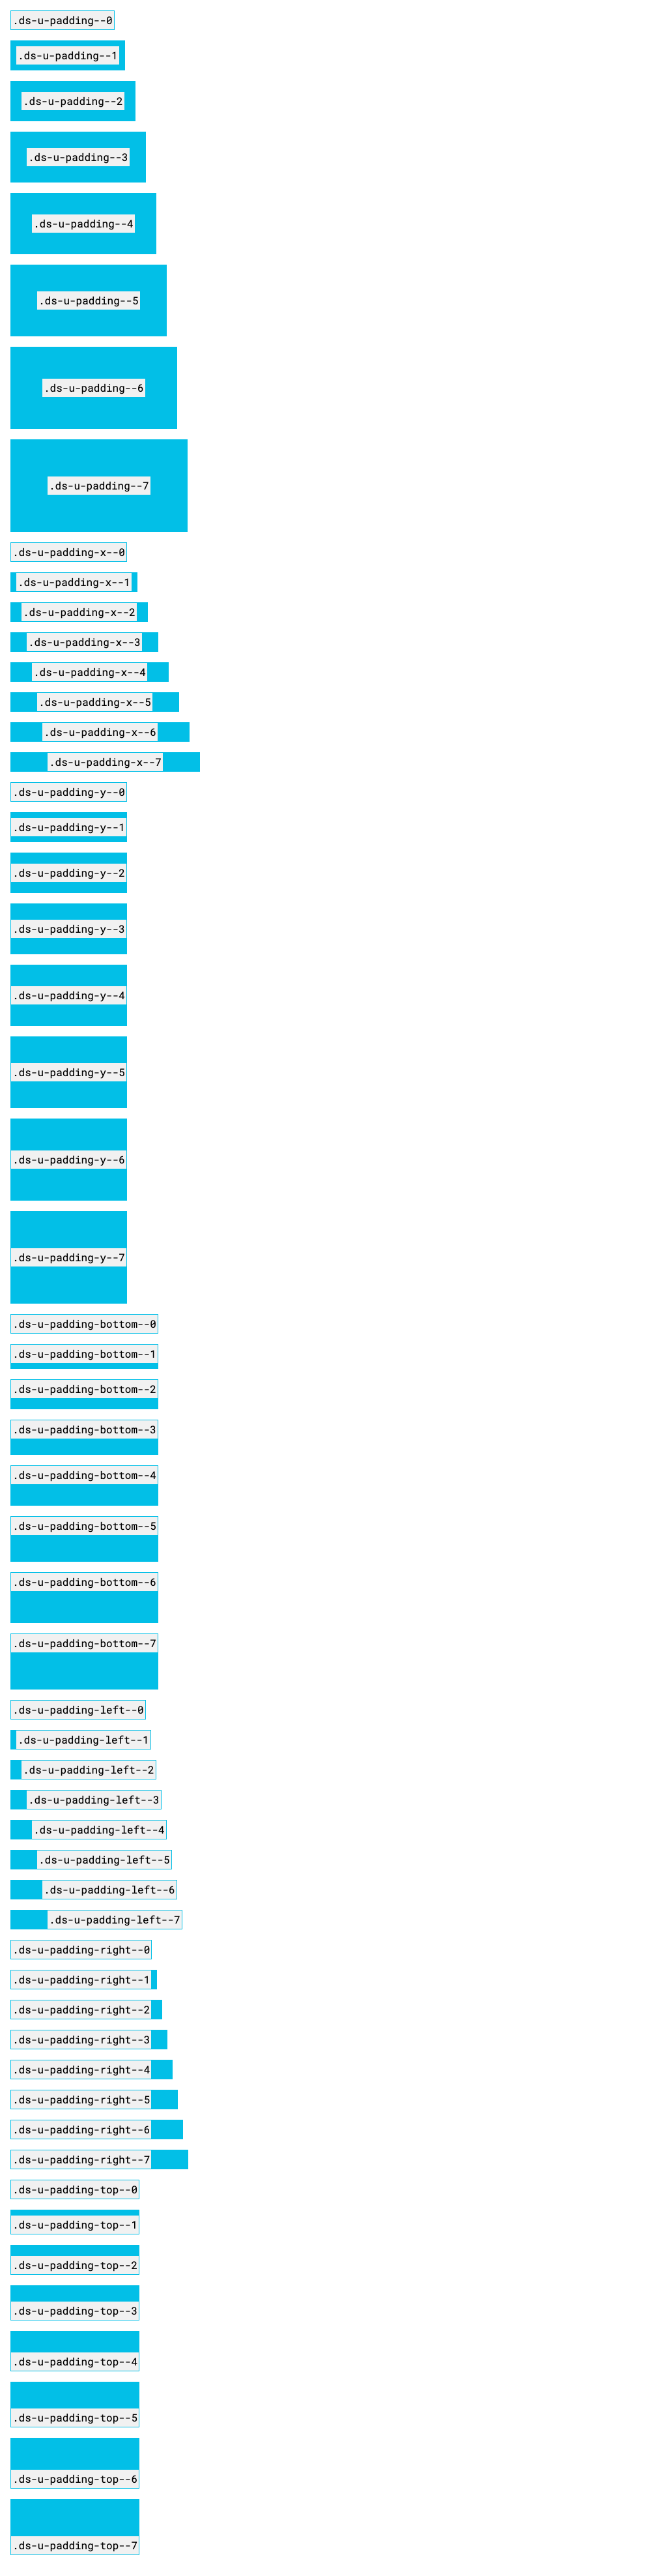 .ds-u-padding--0
.ds-u-padding--1
.ds-u-padding--2
.ds-u-padding--3
.ds-u-padding--4
.ds-u-padding--5
.ds-u-padding--6
.ds-u-padding--7
.ds-u-padding-x--0
.ds-u-padding-x--1
.ds-u-padding-x--2
.ds-u-padding-x--3
.ds-u-padding-x--4
.ds-u-padding-x--5
.ds-u-padding-x--6
.ds-u-padding-x--7
.ds-u-padding-y--0
.ds-u-padding-y--1
.ds-u-padding-y--2
.ds-u-padding-y--3
.ds-u-padding-y--4
.ds-u-padding-y--5
.ds-u-padding-y--6
.ds-u-padding-y--7
.ds-u-padding-bottom--0
.ds-u-padding-bottom--1
.ds-u-padding-bottom--2
.ds-u-padding-bottom--3
.ds-u-padding-bottom--4
.ds-u-padding-bottom--5
.ds-u-padding-bottom--6
.ds-u-padding-bottom--7
.ds-u-padding-left--0
.ds-u-padding-left--1
.ds-u-padding-left--2
.ds-u-padding-left--3
.ds-u-padding-left--4
.ds-u-padding-left--5
.ds-u-padding-left--6
.ds-u-padding-left--7
.ds-u-padding-right--0
.ds-u-padding-right--1
.ds-u-padding-right--2
.ds-u-padding-right--3
.ds-u-padding-right--4
.ds-u-padding-right--5
.ds-u-padding-right--6
.ds-u-padding-right--7
.ds-u-padding-top--0
.ds-u-padding-top--1
.ds-u-padding-top--2
.ds-u-padding-top--3
.ds-u-padding-top--4
.ds-u-padding-top--5
.ds-u-padding-top--6
.ds-u-padding-top--7